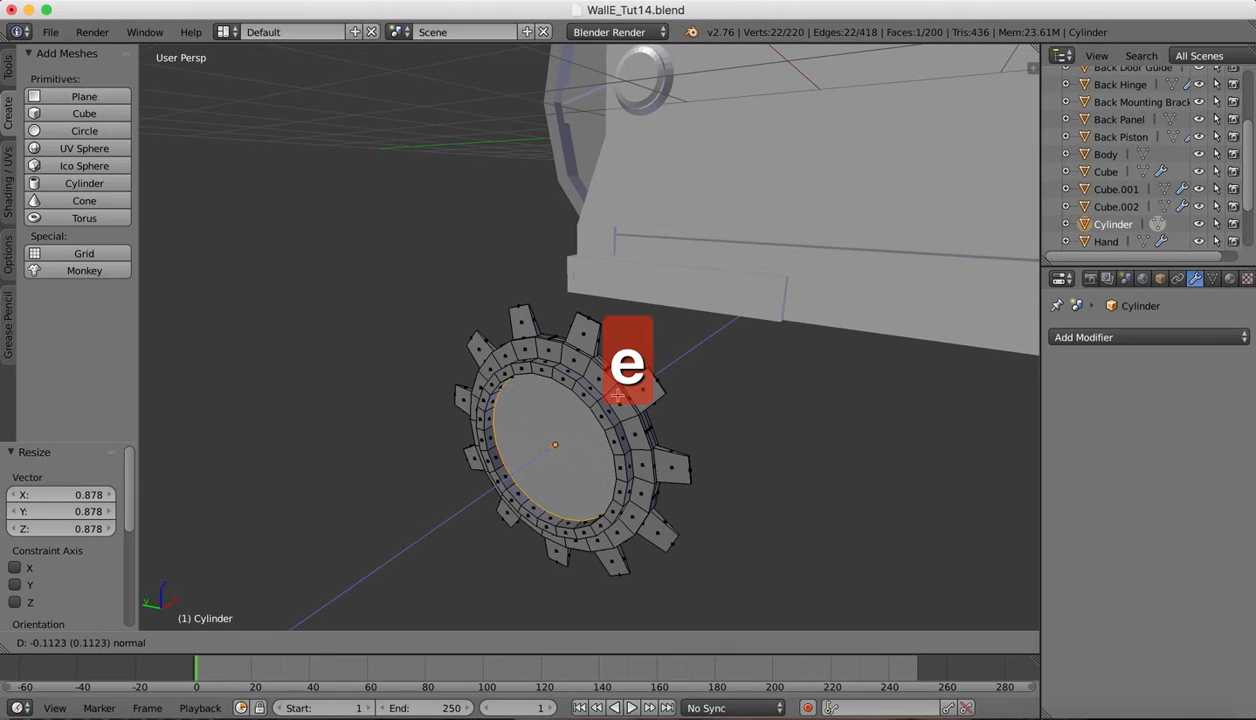 WallE_Tut14.blend
File Render Window Help Default Scene Blender Render v2.76 | Verts:22/220 | Edges:22/418 | Faces:1/200 | Tris:436 | Mem:23.61M | Cylinder
Add Meshes
Primitives:
Plane
Cube
Circle
UV Sphere
Ico Sphere
Cylinder
Cone
Torus
Special:
Grid
Monkey
Tools
Create
Shading / UVs
Options
Grease Pencil
Resize
Vector
X: 0.878
Y: 0.878
Z: 0.878
Constraint Axis
X
Y
Z
Orientation
User Persp
e
(1) Cylinder
D: -0.1123 (0.1123) normal
View Search All Scenes
Back Door Guide
Back Hinge
Back Mounting Brack
Back Panel
Back Piston
Body
Cube
Cube.001
Cube.002
Cylinder
Hand
Cylinder
Add Modifier
-60 -40 -20 0 20 40 60 80 100 120 140 160 180 200 220 240 260 280
View Marker Frame Playback Start: 1 End: 250 1 No Sync